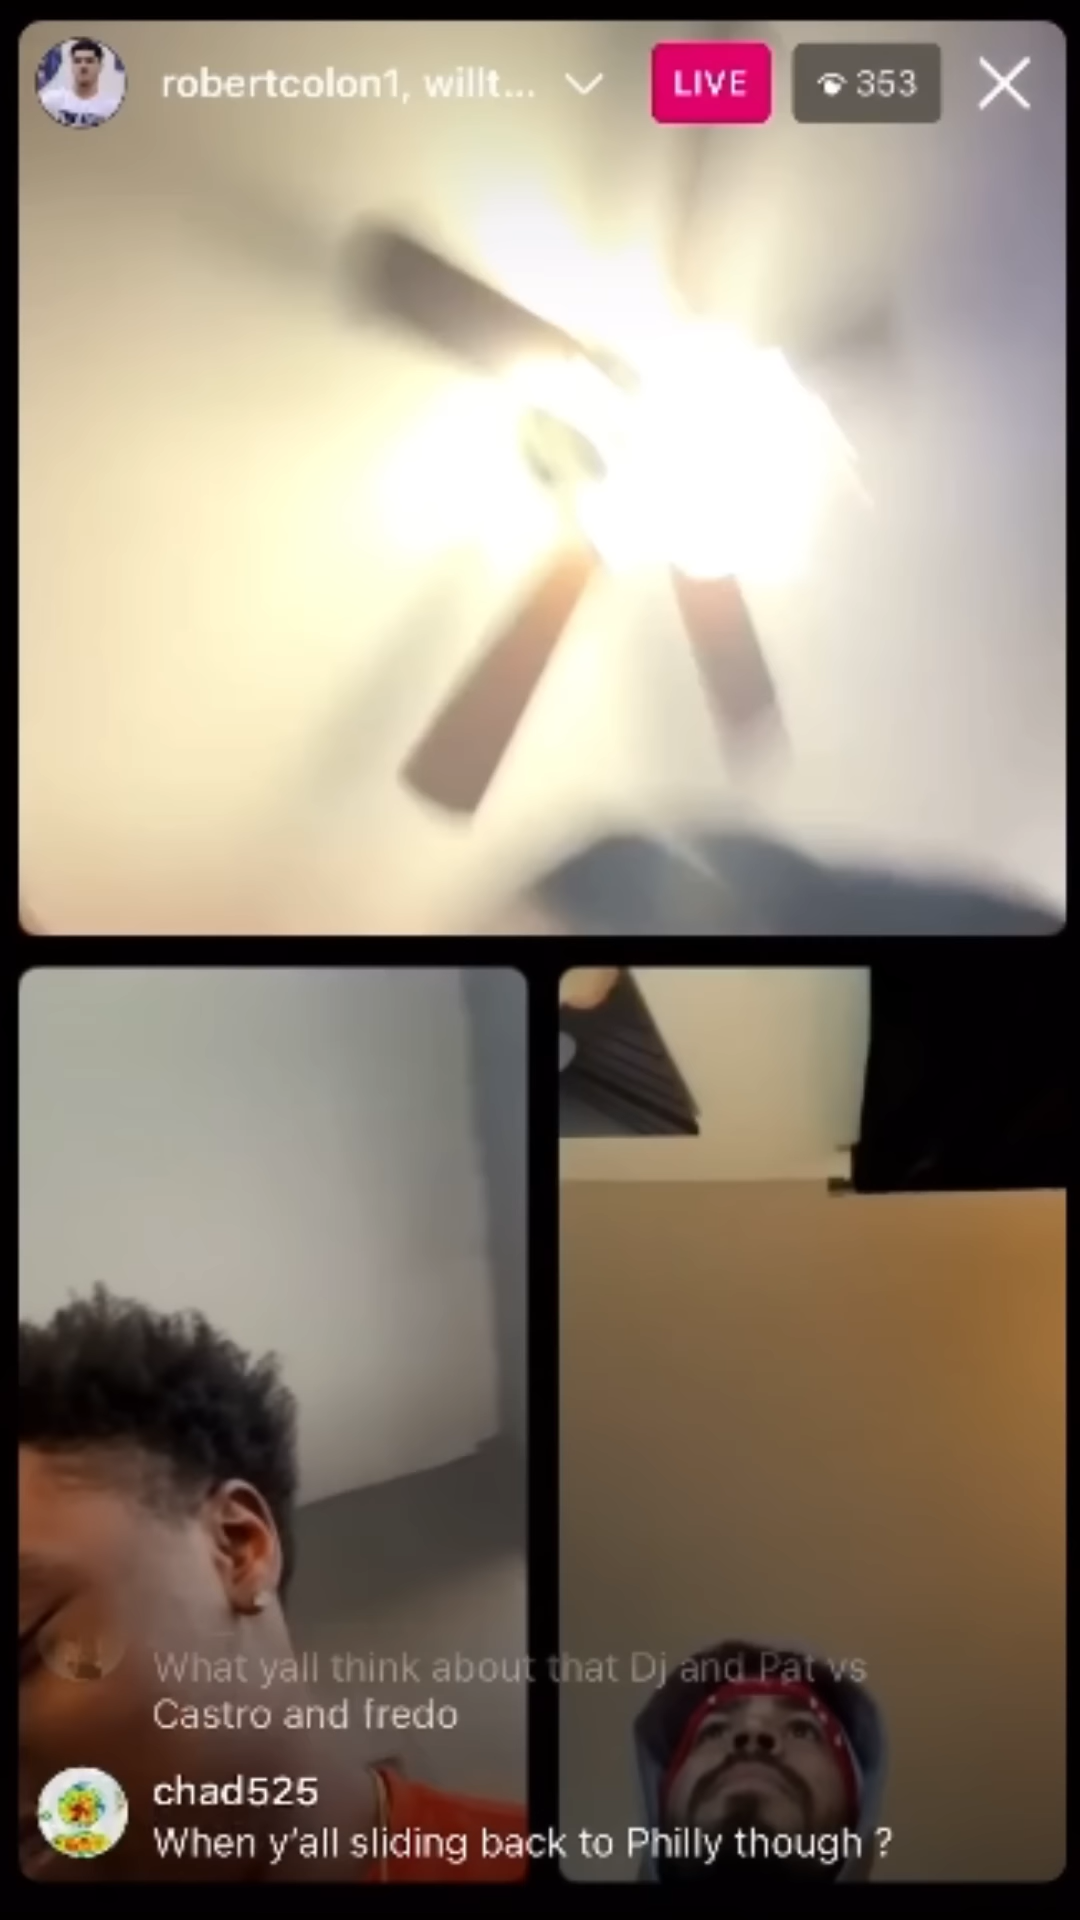 robertcolon1, willt...
LIVE
353
What yall think about that Dj and Pat vs
Castro and fredo
chad525
When y'all sliding back to Philly though ?